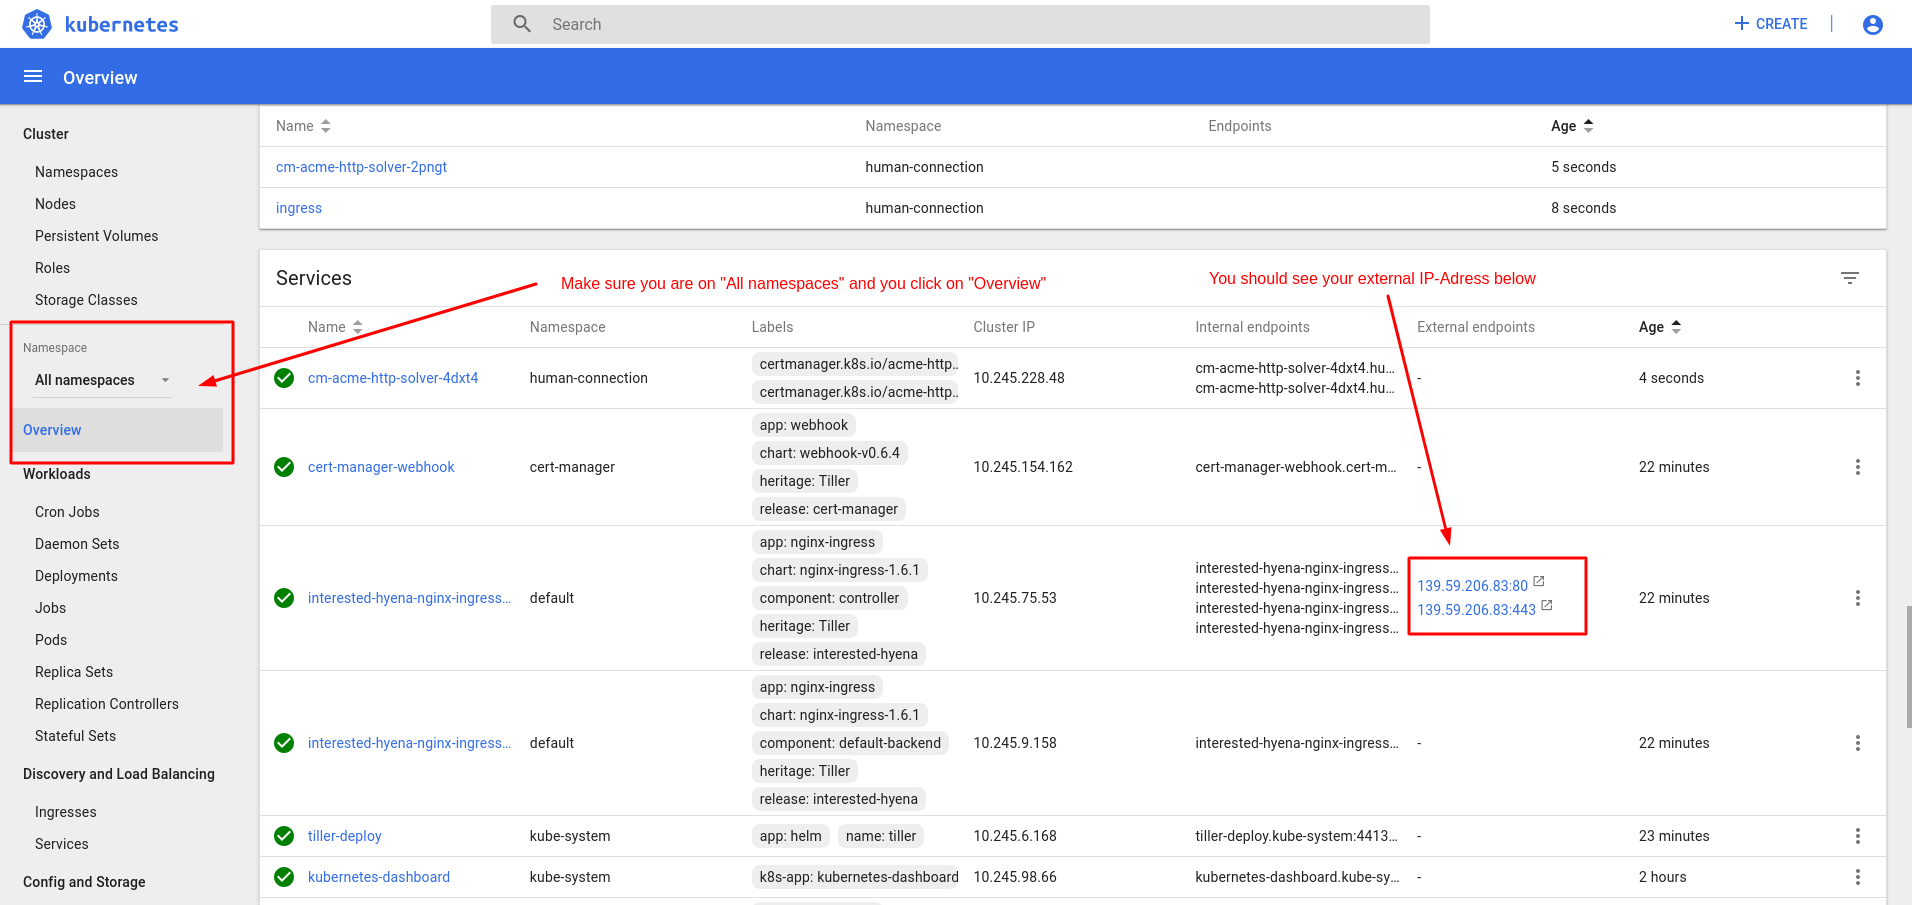 kubernetes
Search
CREATE
Overview
Cluster
Namespaces
Nodes
Persistent Volumes
Roles
Storage Classes
Namespace
All namespaces
Overview
Workloads
Cron Jobs
Daemon Sets
Deployments
Jobs
Pods
Replica Sets
Replication Controllers
Stateful Sets
Discovery and Load Balancing
Ingresses
Services
Config and Storage
Name Namespace Endpoints Age
cm-acme-http-solver-2pngt human-connection 5 seconds
ingress human-connection 8 seconds
Services
Make sure you are on "All namespaces" and you click on "Overview"
You should see your external IP-Adress below
Name Namespace Labels Cluster IP Internal endpoints External endpoints Age
cm-acme-http-solver-4dxt4 human-connection
certmanager.k8s.io/acme-http…
certmanager.k8s.io/acme-http…
10.245.228.48
cm-acme-http-solver-4dxt4.hu…
cm-acme-http-solver-4dxt4.hu…
- 4 seconds
cert-manager-webhook cert-manager
app: webhook
chart: webhook-v0.6.4
heritage: Tiller
release: cert-manager
10.245.154.162 cert-manager-webhook.cert-m… - 22 minutes
interested-hyena-nginx-ingress… default
app: nginx-ingress
chart: nginx-ingress-1.6.1
component: controller
heritage: Tiller
release: interested-hyena
10.245.75.53
interested-hyena-nginx-ingress…
interested-hyena-nginx-ingress…
interested-hyena-nginx-ingress…
interested-hyena-nginx-ingress…
139.59.206.83:80
139.59.206.83:443
22 minutes
interested-hyena-nginx-ingress… default
app: nginx-ingress
chart: nginx-ingress-1.6.1
component: default-backend
heritage: Tiller
release: interested-hyena
10.245.9.158 interested-hyena-nginx-ingress… - 22 minutes
tiller-deploy kube-system app: helm name: tiller 10.245.6.168 tiller-deploy.kube-system:4413… - 23 minutes
kubernetes-dashboard kube-system k8s-app: kubernetes-dashboard 10.245.98.66 kubernetes-dashboard.kube-sy… - 2 hours